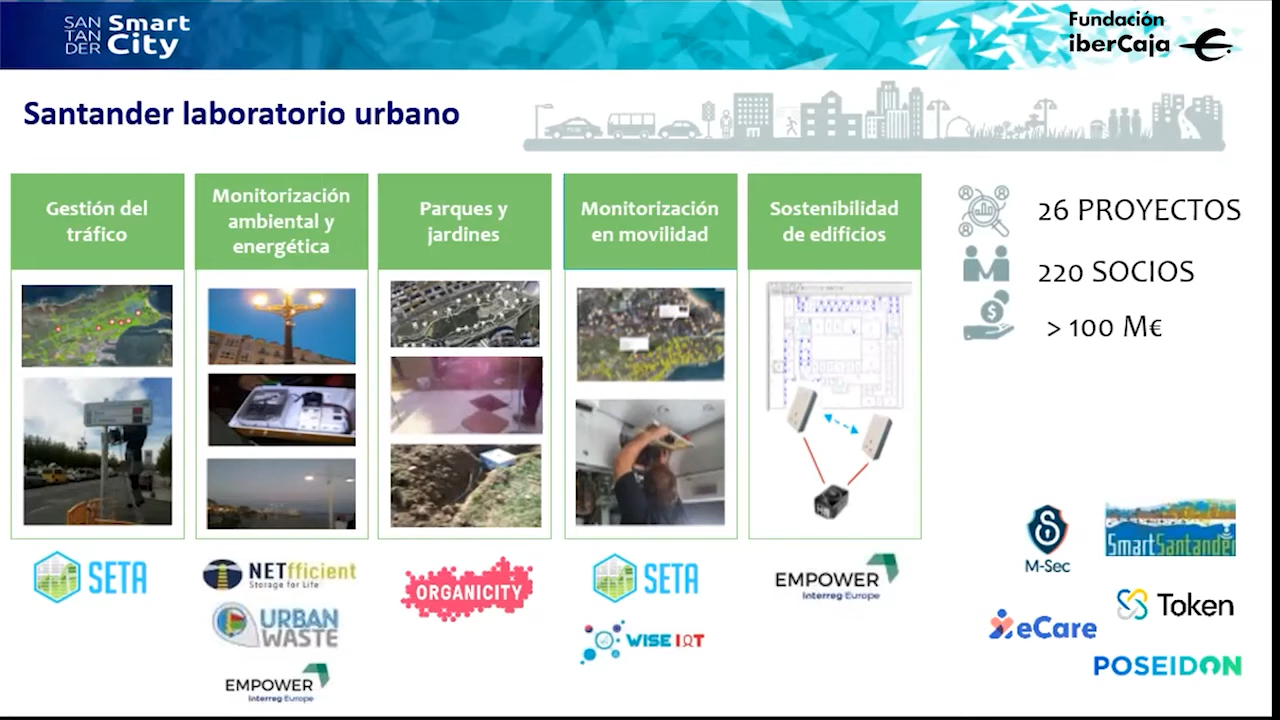 SAN
TAN
DER
Smart
City
Fundación
iberCaja
Santander laboratorio urbano
Gestión del
tráfico
Monitorización
ambiental y
energética
Parques y
jardines
Monitorización
en movilidad
Sostenibilidad
de edificios
26 PROYECTOS
220 SOCIOS
> 100 M€
SETA
NETfficient
Storage for Life
URBAN
WASTE
EMPOWER
Interreg Europe
ORGANICITY
SETA
WISE IOT
EMPOWER
Interreg Europe
M-Sec
SmartSantander
Token
eCare
POSEIDON